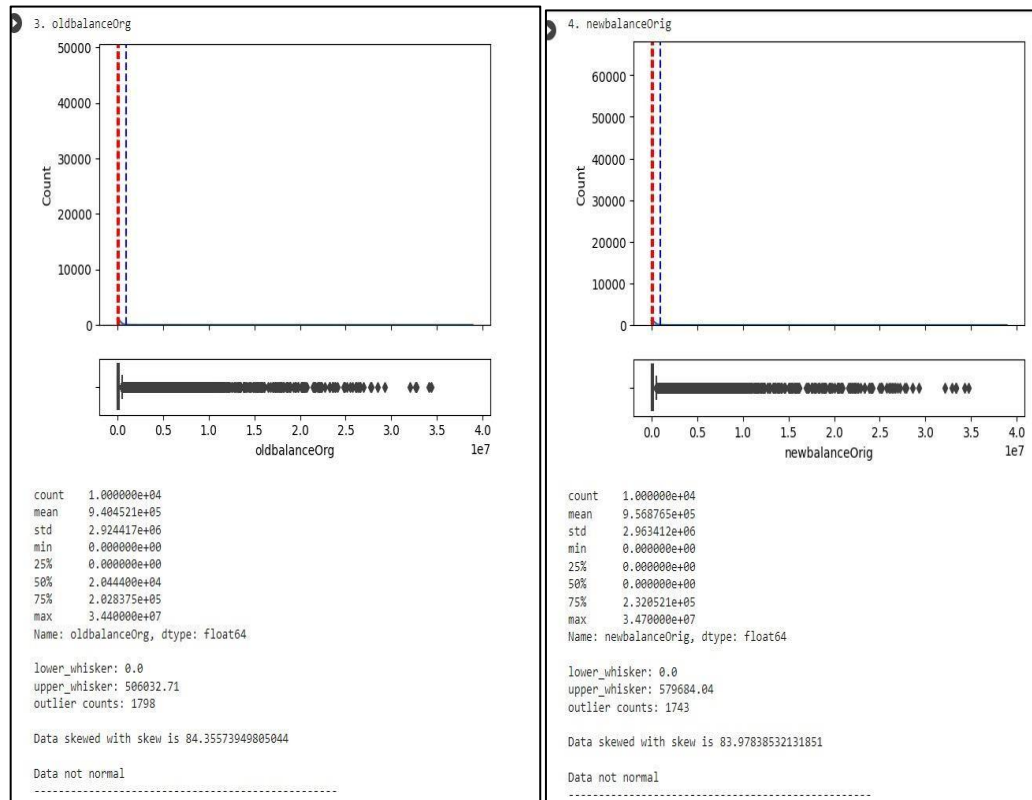 3. oldbalanceOrg
50000
40000
30000
20000
10000
0
Count
0.0 0.5 1.0 1.5 2.0 2.5 3.0 3.5 4.0
oldbalanceOrg
1e7
count 1.000000e+04
mean 9.404521e+05
std 2.924417e+06
min 0.000000e+00
25% 0.000000e+00
50% 2.044400e+04
75% 2.028375e+05
max 3.440000e+07
Name: oldbalanceOrg, dtype: float64
lower_whisker: 0.0
upper_whisker: 506032.71
outlier counts: 1798
Data skewed with skew is 84.35573949805044
Data not normal
-------------------------------------------------
4. newbalanceOrig
60000
50000
40000
30000
20000
10000
0
Count
0.0 0.5 1.0 1.5 2.0 2.5 3.0 3.5 4.0
newbalanceOrig
1e7
count 1.000000e+04
mean 9.568765e+05
std 2.963412e+06
min 0.000000e+00
25% 0.000000e+00
50% 0.000000e+00
75% 2.320521e+05
max 3.470000e+07
Name: newbalanceOrig, dtype: float64
lower_whisker: 0.0
upper_whisker: 579684.04
outlier counts: 1743
Data skewed with skew is 83.97838532131851
Data not normal
-------------------------------------------------